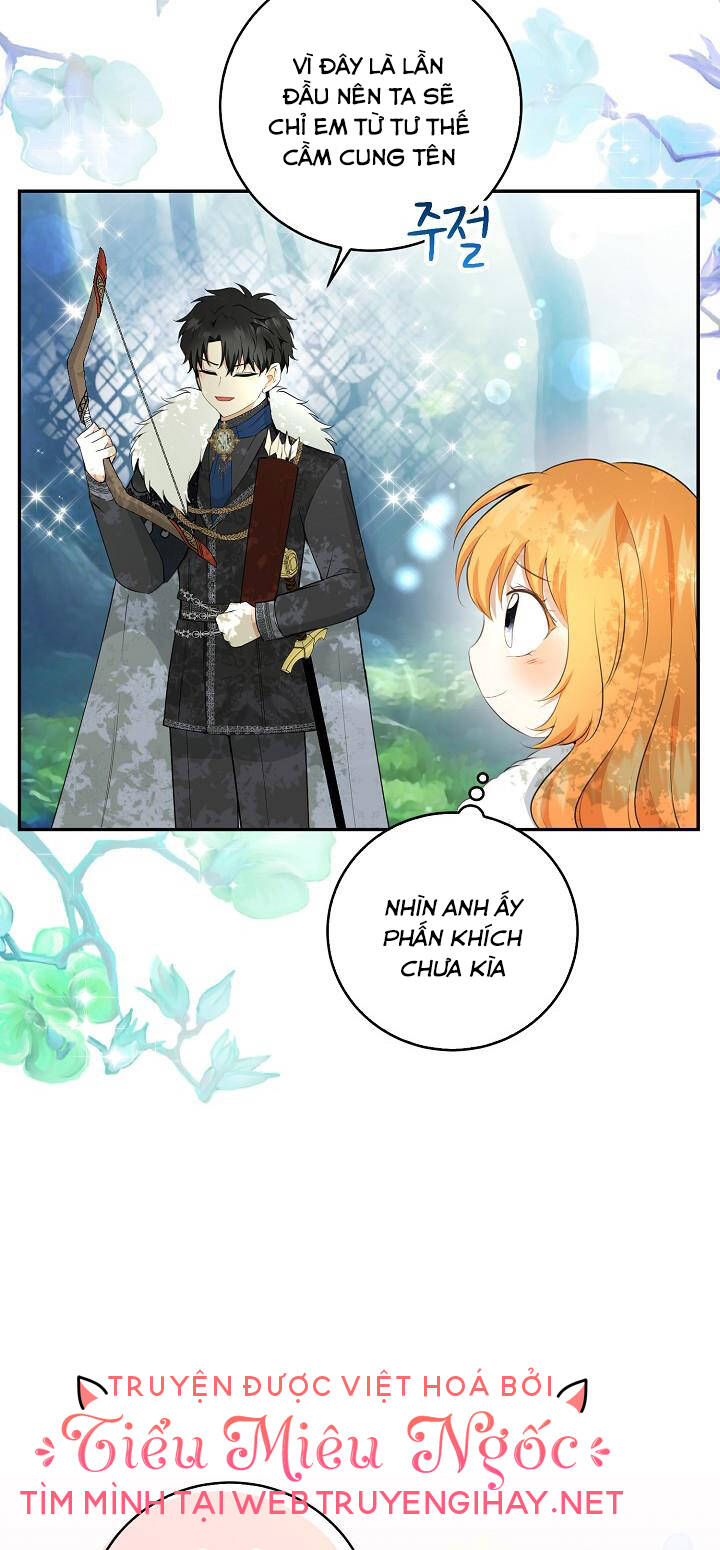 VÌ ĐÂY LÀ LẦN
ĐẦU NÊN TA SẼ
CHỈ EM TỪ TƯ THẾ
CẦM CUNG TÊN
주절
NHÌN ANH ẤY
PHẤN KHÍCH
CHƯA KÌA
TRUYỆN ĐƯỢC VIỆT HOÁ BỞI
TIỂU MIÊU NGỐC
TÌM MÌNH TẠI WEB TRUYENGIHAY.NET